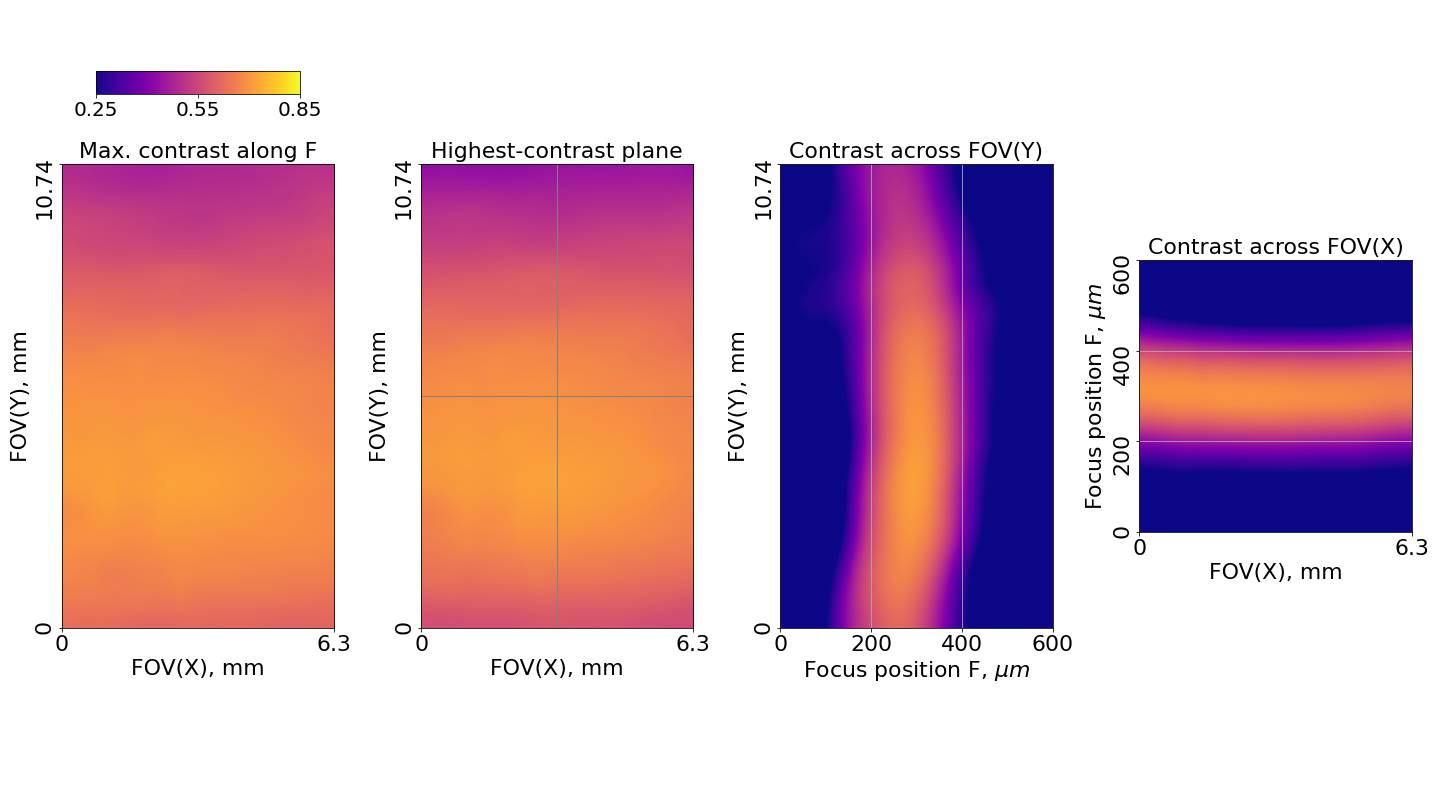 0.25 0.55 0.85
Max. contrast along F
10.74
FOV(Y), mm
0
0 6.3
FOV(X), mm
Highest-contrast plane
10.74
FOV(Y), mm
0
0 6.3
FOV(X), mm
Contrast across FOV(Y)
10.74
FOV(Y), mm
0
0 200 400 600
Focus position F, μm
Contrast across FOV(X)
600
400
200
0
Focus position F, μm
0 6.3
FOV(X), mm